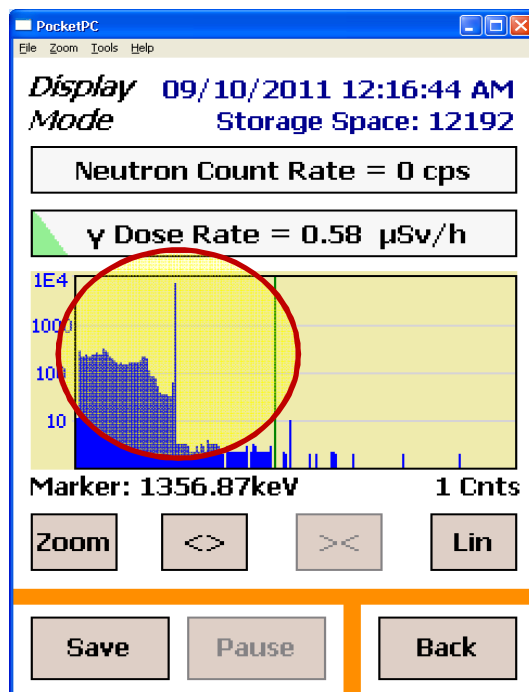 PocketPC
File Zoom Tools Help
Display 09/10/2011 12:16:44 AM
Mode Storage Space: 12192
Neutron Count Rate = 0 cps
γ Dose Rate = 0.58 µSv/h
1E4
1000
100
10
Marker: 1356.87keV 1 Cnts
Zoom <> >< Lin
Save Pause Back